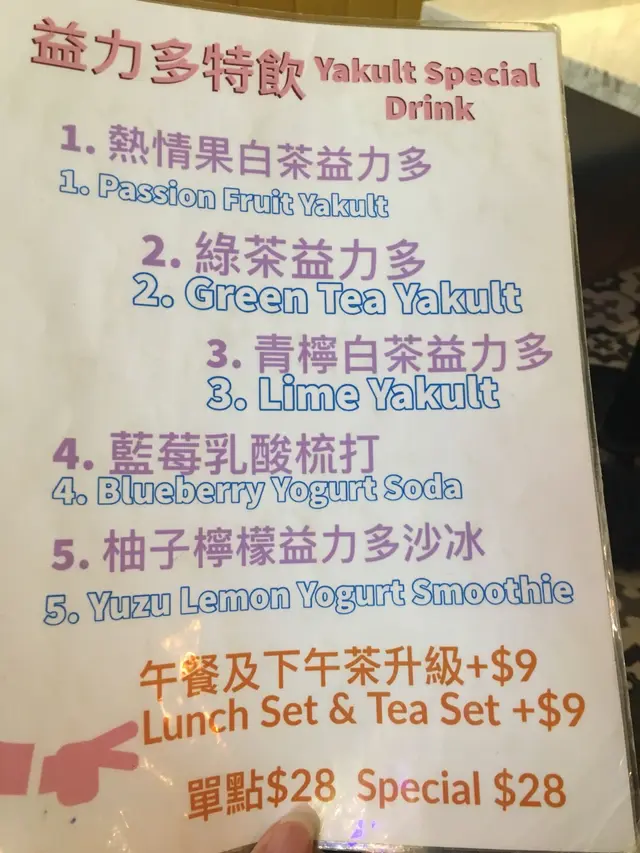 益力多特飲 Yakult Special
Drink
1. 熱情果白茶益力多
1. Passion Fruit Yakult
2. 綠茶益力多
2. Green Tea Yakult
3. 青檸白茶益力多
3. Lime Yakult
4. 藍莓乳酸梳打
4. Blueberry Yogurt Soda
5. 柚子檸檬益力多沙冰
5. Yuzu Lemon Yogurt Smoothie
午餐及下午茶升級+$9
Lunch Set & Tea Set +$9
單點$28 Special $28